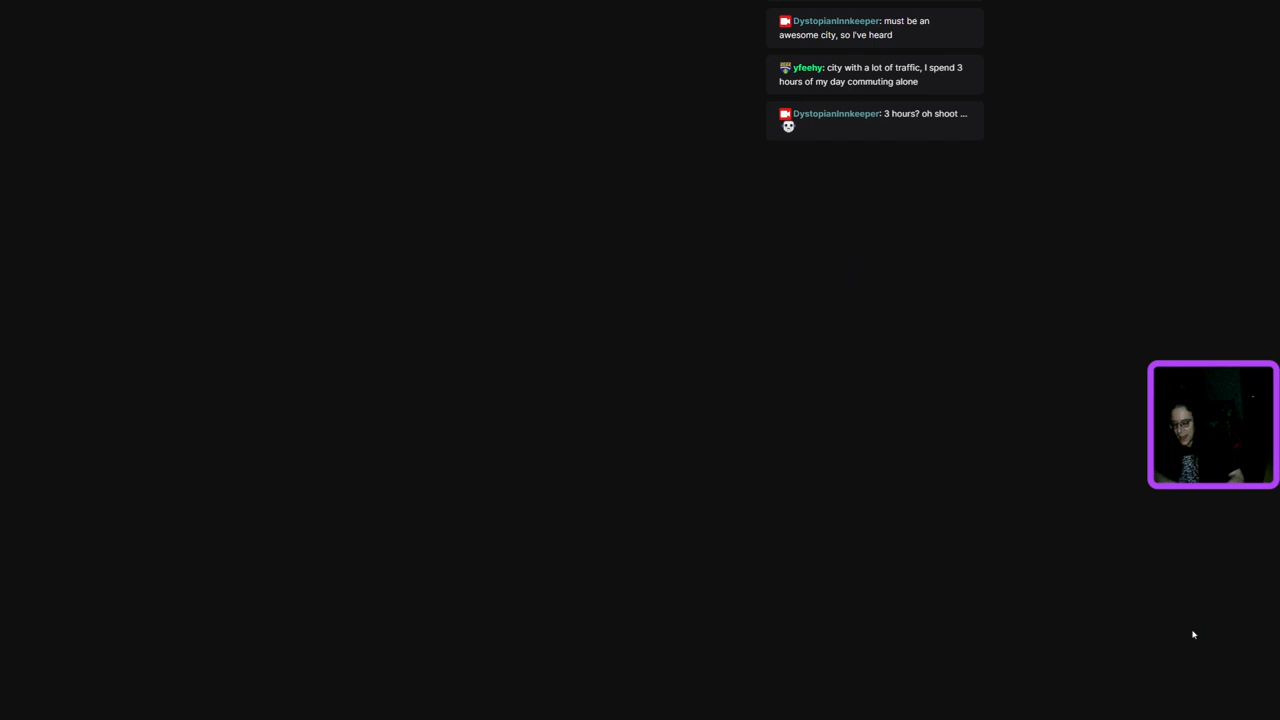 DystopianInnkeeper: must be an
awesome city, so I've heard
yfeehy: city with a lot of traffic, I spend 3
hours of my day commuting alone
DystopianInnkeeper: 3 hours? oh shoot ...